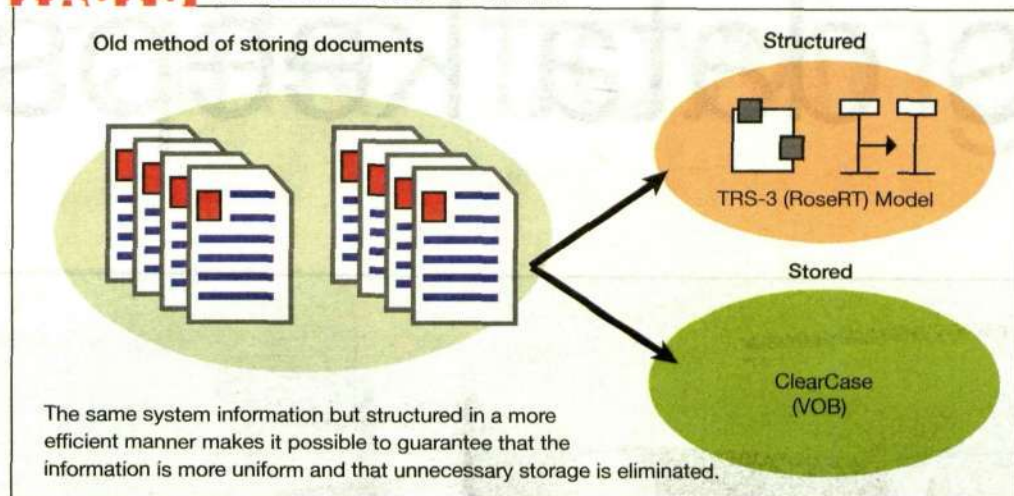 Old method of storing documents
Structured
TRS-3 (RoseRT) Model
Stored
ClearCase
(VOB)
The same system information but structured in a more
efficient manner makes it possible to guarantee that the
information is more uniform and that unnecessary storage is eliminated.